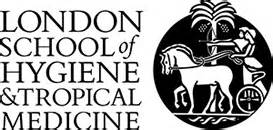 LONDON
SCHOOL of
HYGIENE
& TROPICAL
MEDICINE